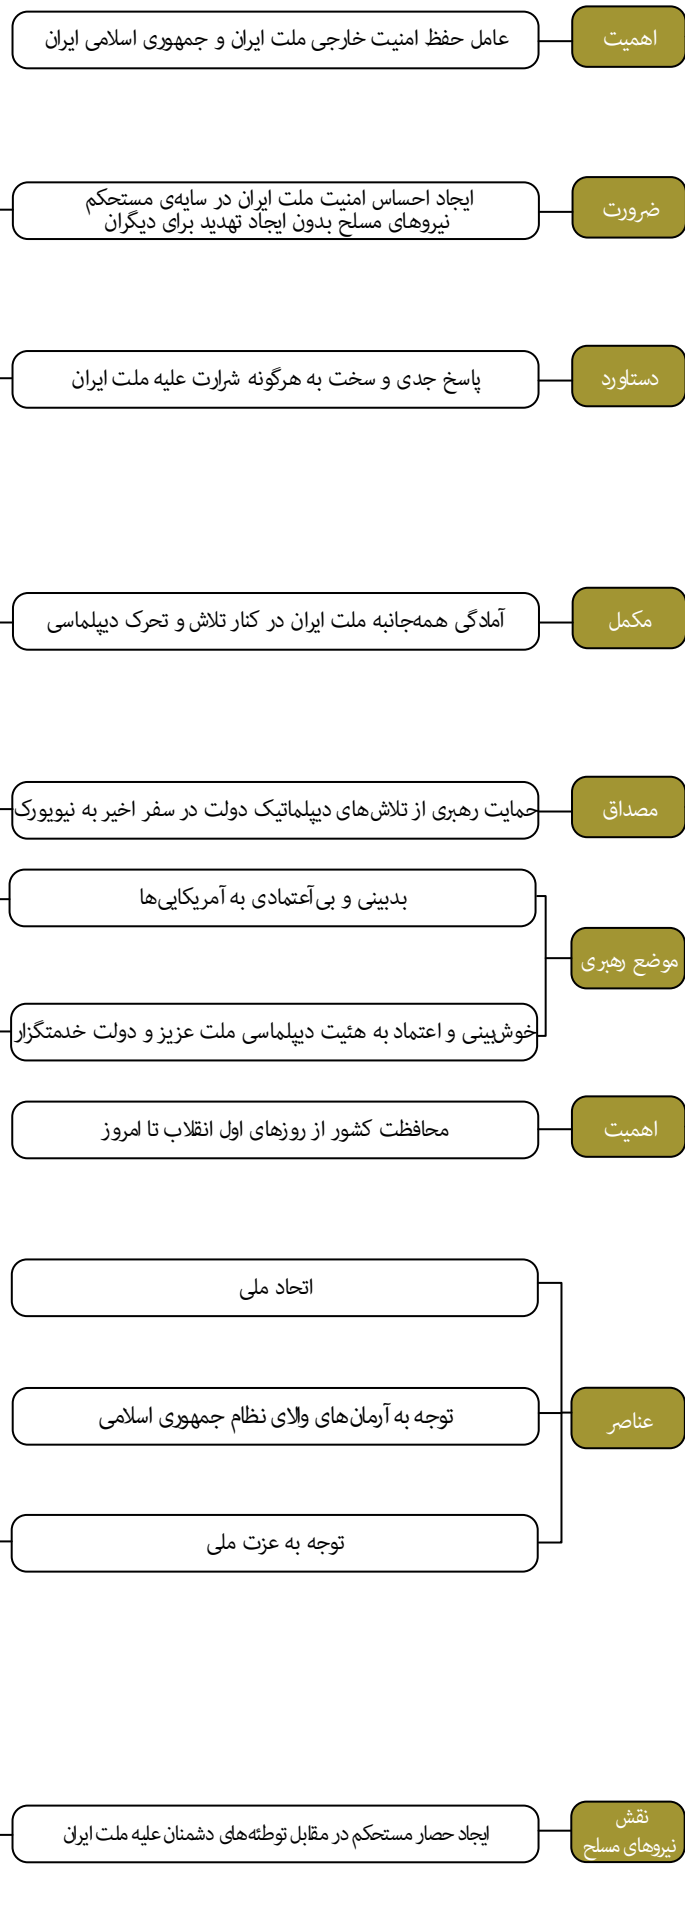 اهمیت
عامل حفظ امنیت خارجی ملت ایران و جمهوری اسلامی ایران
ضرورت
ایجاد احساس امنیت ملت ایران در سایه‌ی مستحکم
نیروهای مسلح بدون ایجاد تهدید برای دیگران
دستاورد
پاسخ جدی و سخت به هرگونه شرارت علیه ملت ایران
مکمل
آمادگی همه‌جانبه ملت ایران در کنار تلاش و تحرک دیپلماسی
مصداق
حمایت رهبری از تلاش‌های دیپلماتیک دولت در سفر اخیر به نیویورک
موضع رهبری
بدبینی و بی‌آعتمادی به آمریکایی‌ها
خوش‌بینی و اعتماد به هئیت دیپلماسی ملت عزیز و دولت خدمتگزار
اهمیت
محافظت کشور از روزهای اول انقلاب تا امروز
عناصر
اتحاد ملی
توجه به آرمان‌های والای نظام جمهوری اسلامی
توجه به عزت ملی
نقش
نیروهای مسلح
ایجاد حصار مستحکم در مقابل توطئه‌های دشمنان علیه ملت ایران